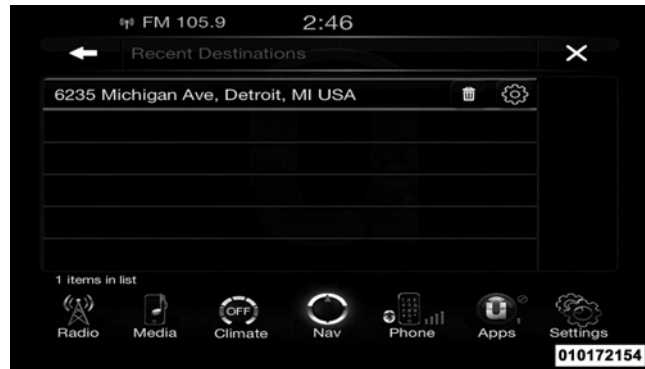 FM 105.9 2:46
Recent Destinations
6235 Michigan Ave, Detroit, MI USA
1 items in list
OFF
Radio Media Climate Nav Phone Apps Settings
010172154